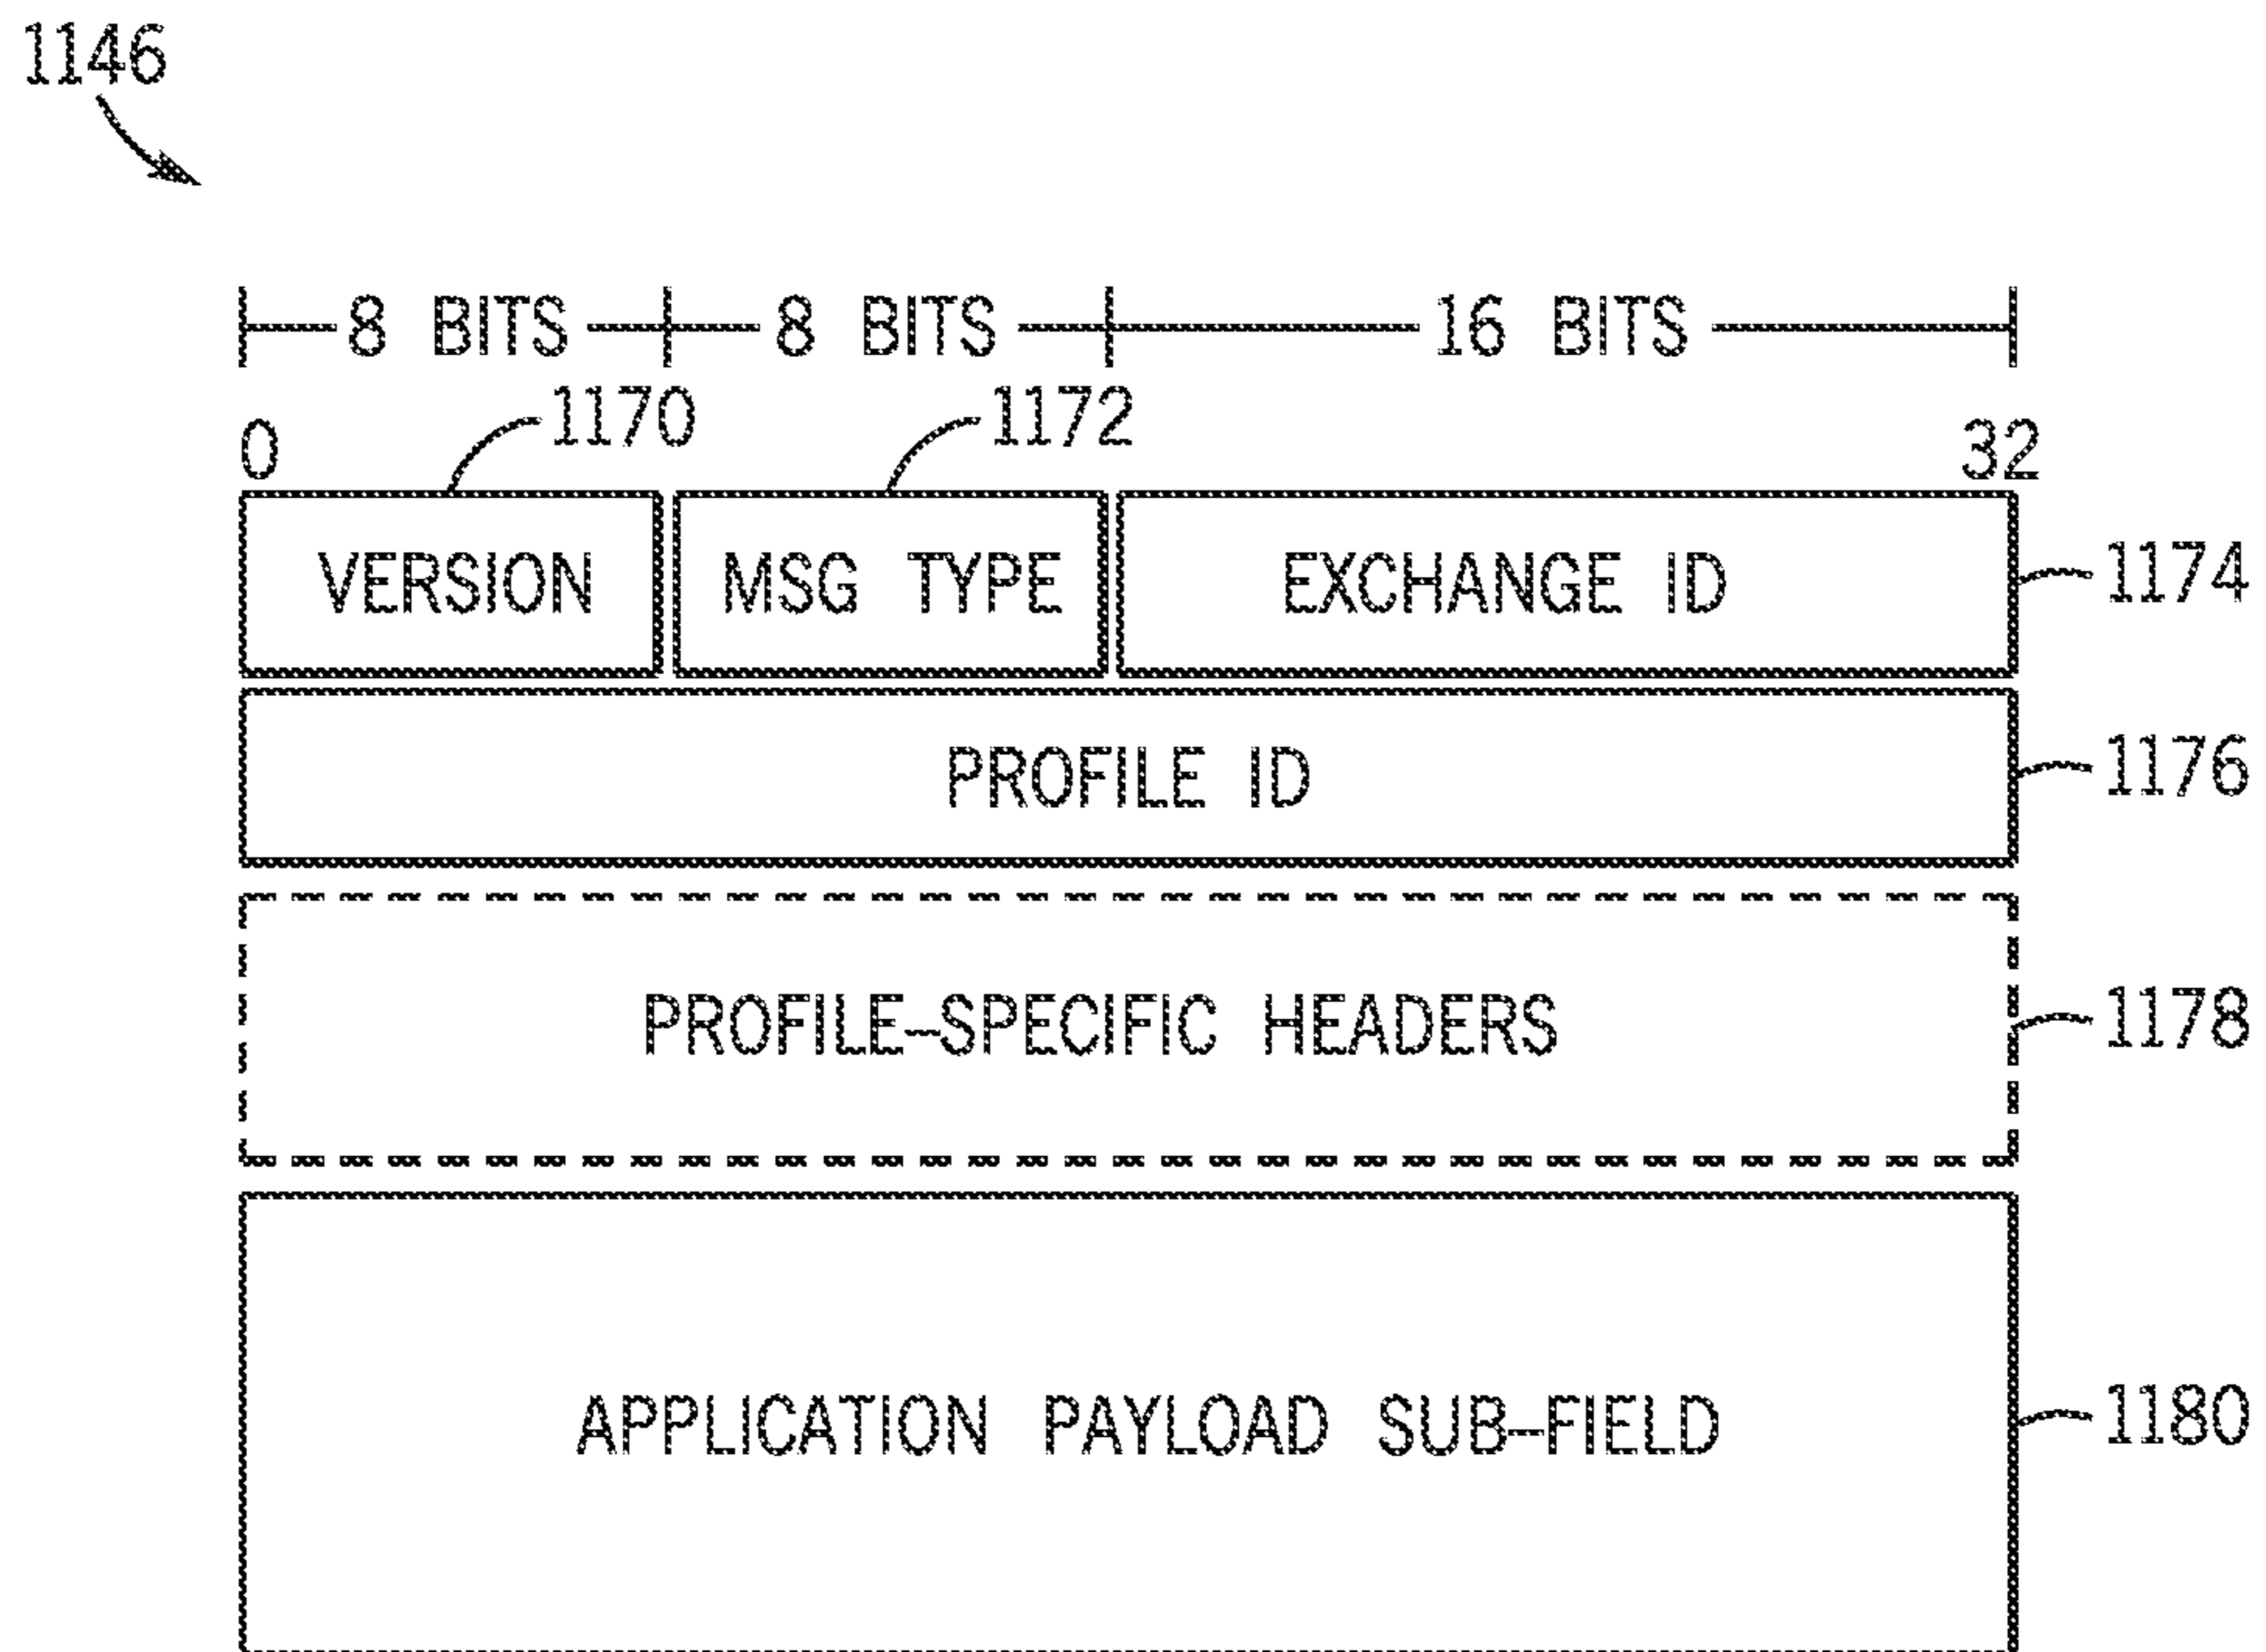 1146
8 BITS 8 BITS 16 BITS
0 1170 1172 32
VERSION MSG TYPE EXCHANGE ID 1174
PROFILE ID 1176
PROFILE-SPECIFIC HEADERS 1178
APPLICATION PAYLOAD SUB-FIELD 1180